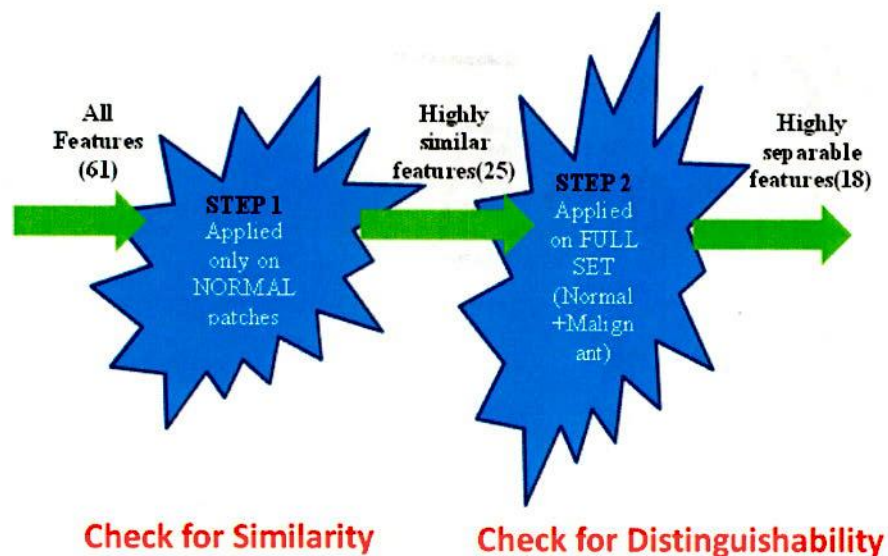 All
Features
(61)
STEP 1
Applied
only on
NORMAL
patches
Highly
similar
features(25)
STEP 2
Applied
on FULL
SET
(Normal
+Malign
ant)
Highly
separable
features(18)
Check for Similarity
Check for Distinguishability